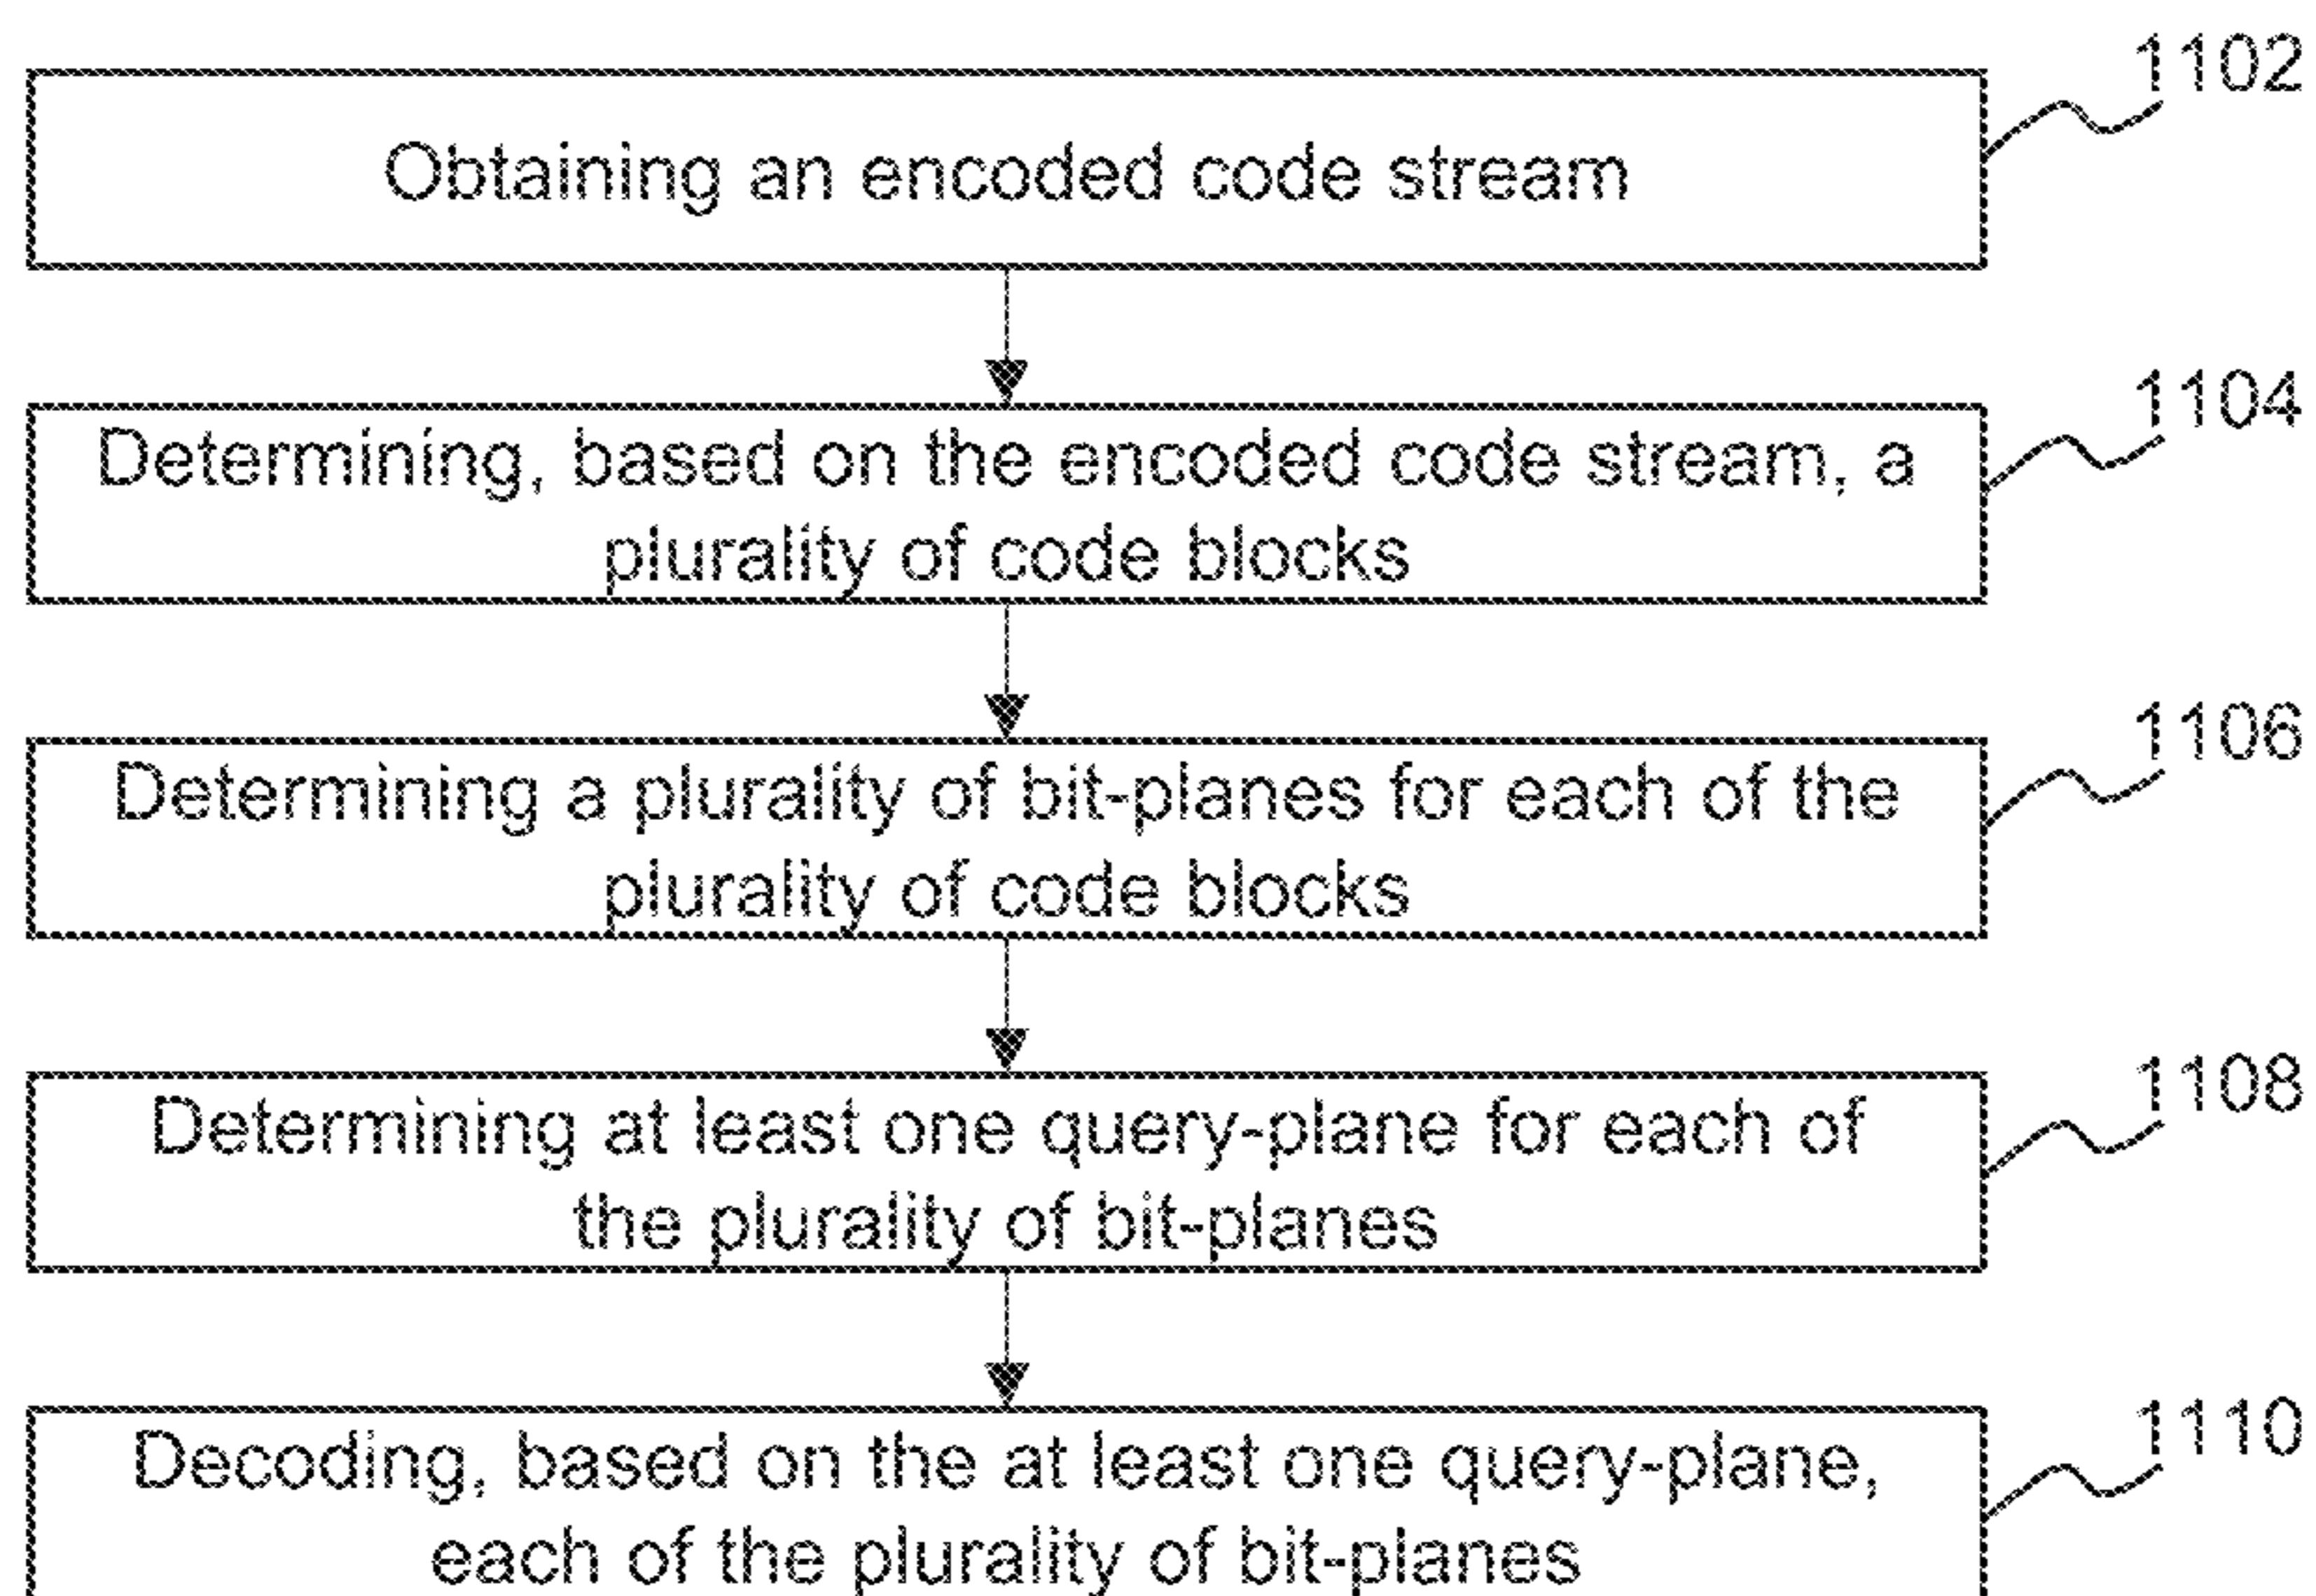 1102
Obtaining an encoded code stream
1104
Determining, based on the encoded code stream, a
plurality of code blocks
1106
Determining a plurality of bit-planes for each of the
plurality of code blocks
1108
Determining at least one query-plane for each of
the plurality of bit-planes
1110
Decoding, based on the at least one query-plane,
each of the plurality of bit-planes